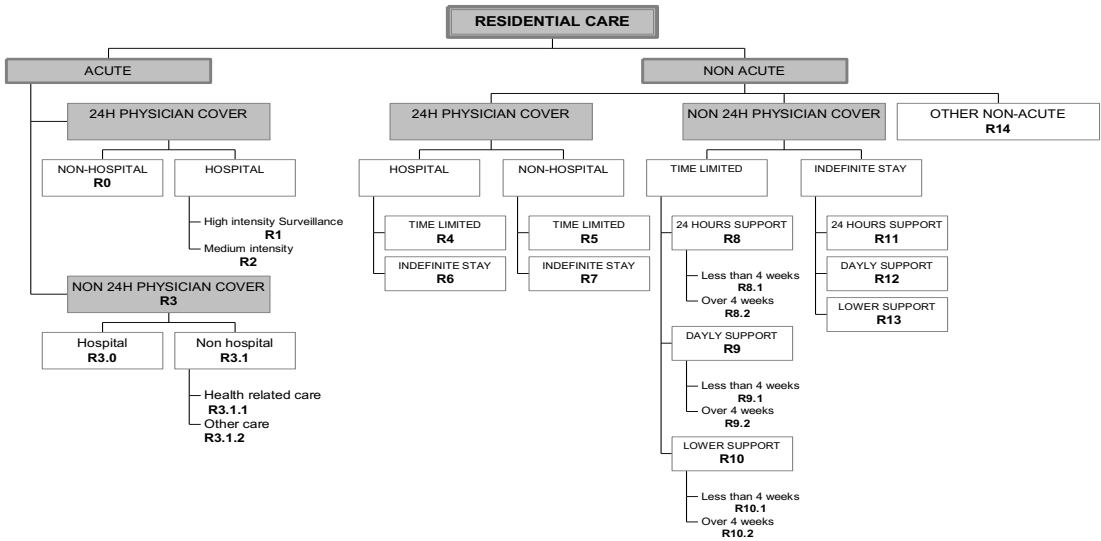 RESIDENTIAL CARE
ACUTE
24H PHYSICIAN COVER
NON-HOSPITAL
R0
HOSPITAL
High intensity Surveillance
R1
Medium intensity
R2
NON 24H PHYSICIAN COVER
R3
Hospital
R3.0
Non hospital
R3.1
Health related care
R3.1.1
Other care
R3.1.2
NON ACUTE
24H PHYSICIAN COVER
HOSPITAL
TIME LIMITED
R4
INDEFINITE STAY
R6
NON-HOSPITAL
TIME LIMITED
R5
INDEFINITE STAY
R7
NON 24H PHYSICIAN COVER
TIME LIMITED
24 HOURS SUPPORT
R8
Less than 4 weeks
R8.1
Over 4 weeks
R8.2
DAYLY SUPPORT
R9
Less than 4 weeks
R9.1
Over 4 weeks
R9.2
LOWER SUPPORT
R10
Less than 4 weeks
R10.1
Over 4 weeks
R10.2
INDEFINITE STAY
24 HOURS SUPPORT
R11
DAYLY SUPPORT
R12
LOWER SUPPORT
R13
OTHER NON-ACUTE
R14